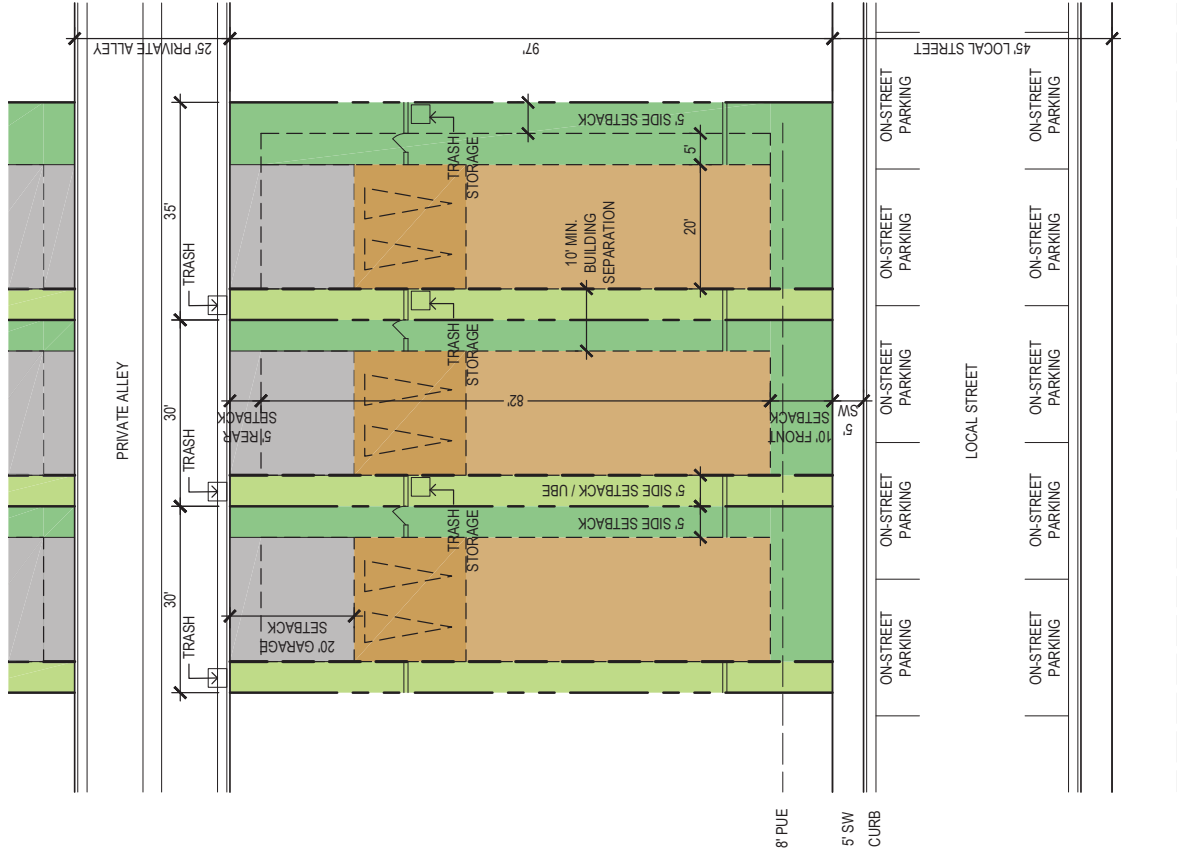 25' PRIVATE ALLEY
97'
45' LOCAL STREET
PRIVATE ALLEY
35'
30'
30'
TRASH
TRASH
TRASH
5' SIDE SETBACK
5'
20'
TRASH
STORAGE
10' MIN.
BUILDING
SEPARATION
TRASH
STORAGE
5' REAR
SETBACK
82'
10' FRONT
SETBACK
5'
SW
5' SIDE SETBACK / UBE
5' SIDE SETBACK
TRASH
STORAGE
20' GARAGE
SETBACK
ON-STREET
PARKING
ON-STREET
PARKING
ON-STREET
PARKING
ON-STREET
PARKING
ON-STREET
PARKING
LOCAL STREET
ON-STREET
PARKING
ON-STREET
PARKING
ON-STREET
PARKING
ON-STREET
PARKING
ON-STREET
PARKING
8' PUE
5' SW
CURB